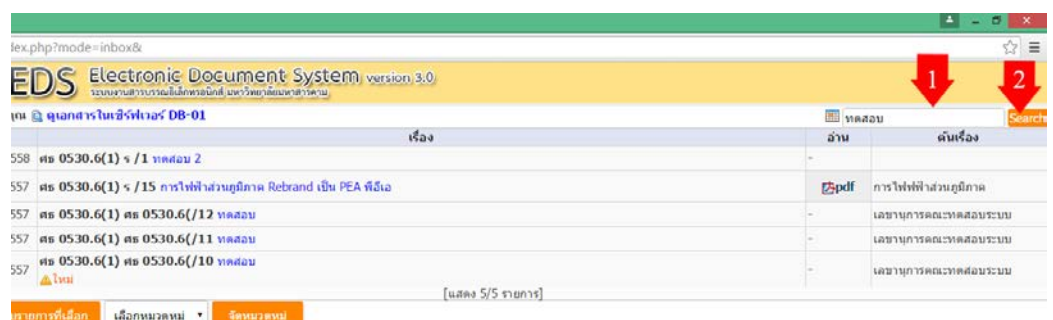 dex.php?mode=inbox&
EDS Electronic Document System version 3.0
ระบบงานสารบรรณอิเล็กทรอนิกส์ มหาวิทยาลัยมหาสารคาม
1
2
คุณ ดูเอกสารในเซิร์ฟเวอร์ DB-01
ทดสอบ Search
เรื่อง อ่าน ต้นเรื่อง
558 ศธ 0530.6(1) ร /1 ทดสอบ 2 -
557 ศธ 0530.6(1) ร /15 การไฟฟ้าส่วนภูมิภาค Rebrand เป็น PEA พีอีเอ pdf การไฟฟ้าส่วนภูมิภาค
557 ศธ 0530.6(1) ศธ 0530.6(/12 ทดสอบ - เลขานุการคณะทดสอบระบบ
557 ศธ 0530.6(1) ศธ 0530.6(/11 ทดสอบ - เลขานุการคณะทดสอบระบบ
557 ศธ 0530.6(1) ศธ 0530.6(/10 ทดสอบ - เลขานุการคณะทดสอบระบบ
ใหม่
[แสดง 5/5 รายการ]
รายการที่เลือก เลือกหมวดหมู่ จัดหมวดหมู่